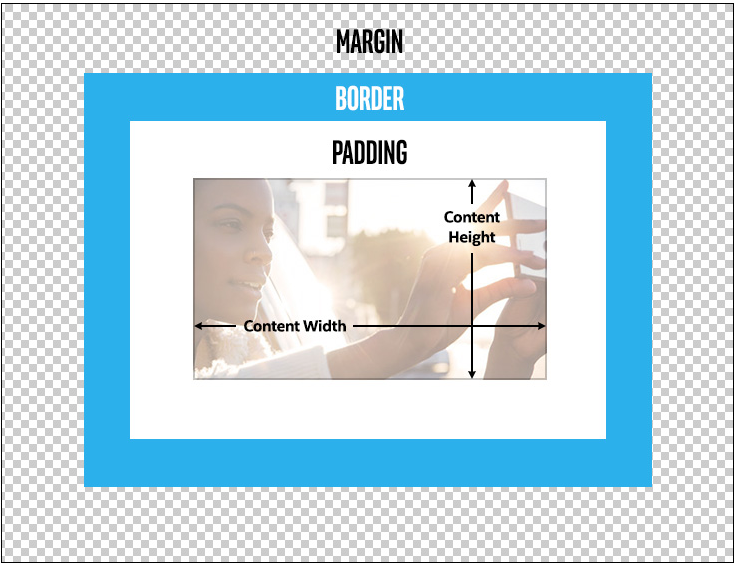 MARGIN
BORDER
PADDING
Content
Height
Content Width